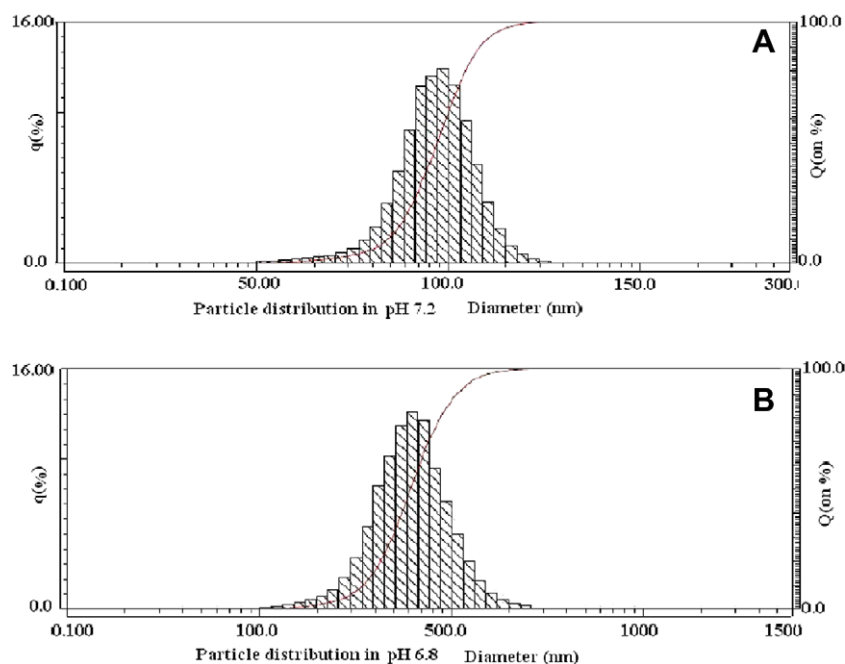 16.00
100.0
A
q(%)
Q(on %)
0.0
0.0
0.100
50.00
100.0
150.0
300.
Particle distribution in pH 7.2
Diameter (nm)
16.00
100.0
B
q(%)
Q(on %)
0.0
0.0
0.100
100.0
500.0
1000
1500
Particle distribution in pH 6.8
Diameter (nm)